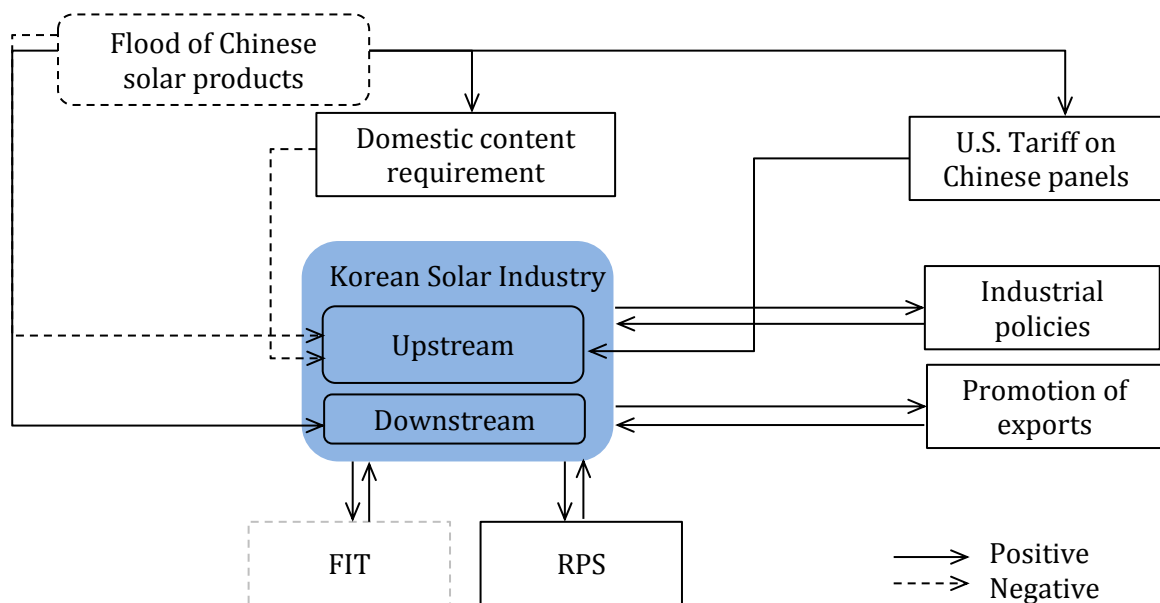 Flood of Chinese
solar products
Domestic content
requirement
U.S. Tariff on
Chinese panels
Korean Solar Industry
Upstream
Downstream
Industrial
policies
Promotion of
exports
FIT
RPS
Positive
Negative